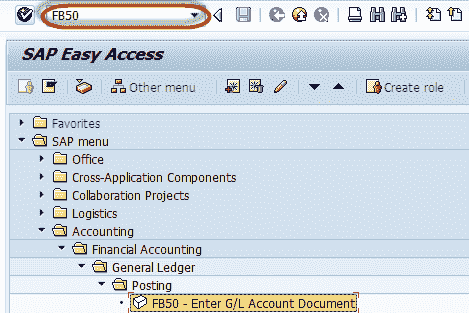 FB50
SAP Easy Access
Other menu
Create role
Favorites
SAP menu
Office
Cross-Application Components
Collaboration Projects
Logistics
Accounting
Financial Accounting
General Ledger
Posting
FB50 - Enter G/L Account Document